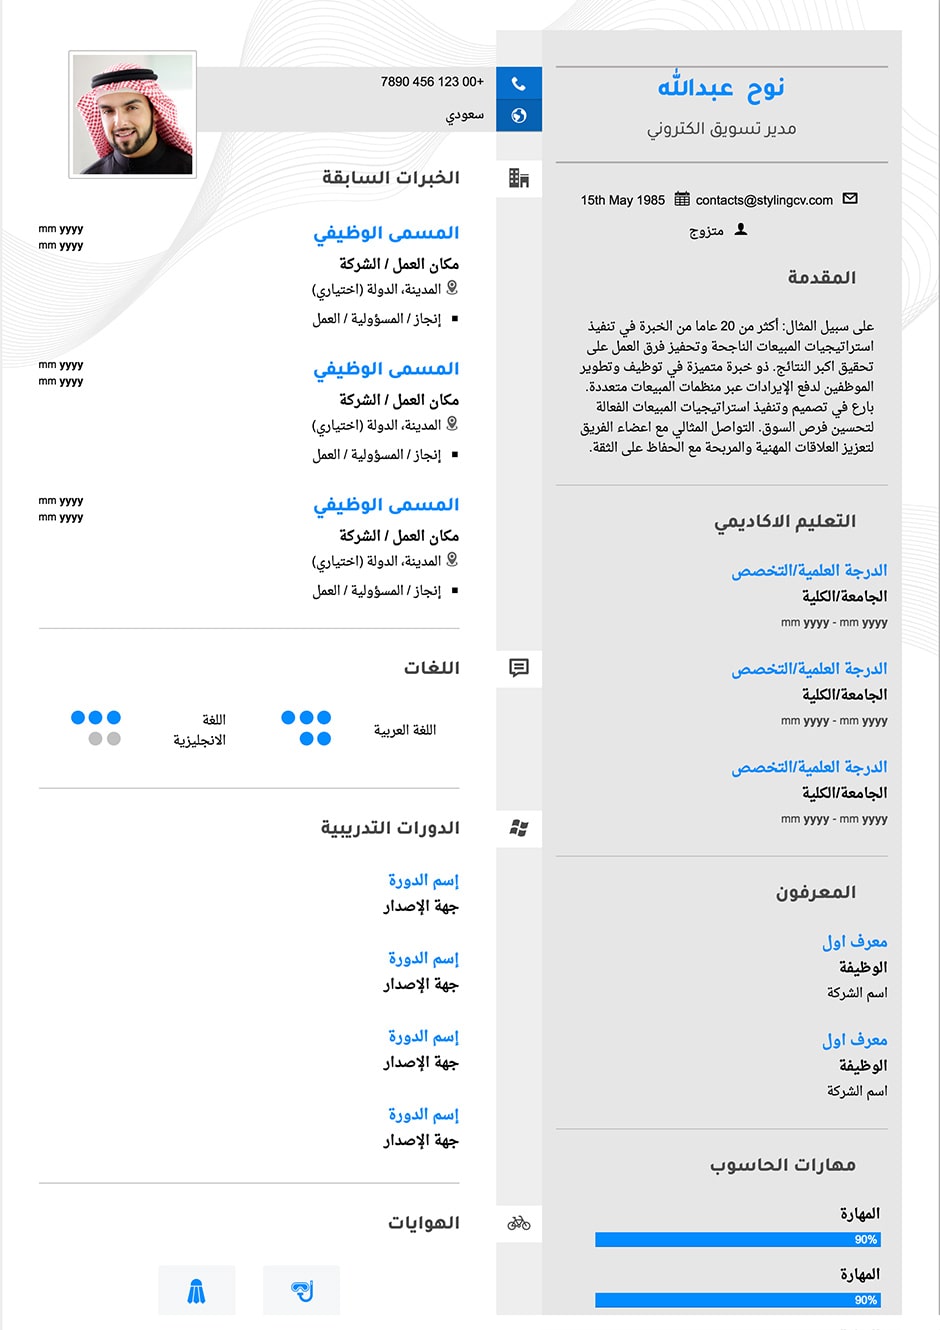 نوح عبدالله
مدير تسويق الكتروني
contacts@stylingcv.com
15th May 1985
متزوج
المقدمة
على سبيل المثال: أكثر من 20 عاما من الخبرة في تنفيذ
استراتيجيات المبيعات الناجحة وتحفيز فرق العمل على
تحقيق اكبر النتائج. ذو خبرة متميزة في توظيف وتطوير
الموظفين لدفع الإيرادات عبر منظمات المبيعات متعددة.
بارع في تصميم وتنفيذ استراتيجيات المبيعات الفعالة
لتحسين فرص السوق. التواصل المثالي مع اعضاء الفريق
لتعزيز العلاقات المهنية والمربحة مع الحفاظ على الثقة.
التعليم الاكاديمي
الدرجة العلمية/التخصص
الجامعة/الكلية
mm yyyy - mm yyyy
الدرجة العلمية/التخصص
الجامعة/الكلية
mm yyyy - mm yyyy
الدرجة العلمية/التخصص
الجامعة/الكلية
mm yyyy - mm yyyy
المعرفون
معرف اول
الوظيفة
اسم الشركة
معرف اول
الوظيفة
اسم الشركة
مهارات الحاسوب
المهارة
90%
المهارة
90%
7890 456 123 00+
سعودي
الخبرات السابقة
المسمى الوظيفي
mm yyyy
mm yyyy
مكان العمل / الشركة
المدينة، الدولة (اختياري)
إنجاز / المسؤولية / العمل
المسمى الوظيفي
mm yyyy
mm yyyy
مكان العمل / الشركة
المدينة، الدولة (اختياري)
إنجاز / المسؤولية / العمل
المسمى الوظيفي
mm yyyy
mm yyyy
مكان العمل / الشركة
المدينة، الدولة (اختياري)
إنجاز / المسؤولية / العمل
اللغات
اللغة العربية
اللغة
الانجليزية
الدورات التدريبية
إسم الدورة
جهة الإصدار
إسم الدورة
جهة الإصدار
إسم الدورة
جهة الإصدار
إسم الدورة
جهة الإصدار
الهوايات